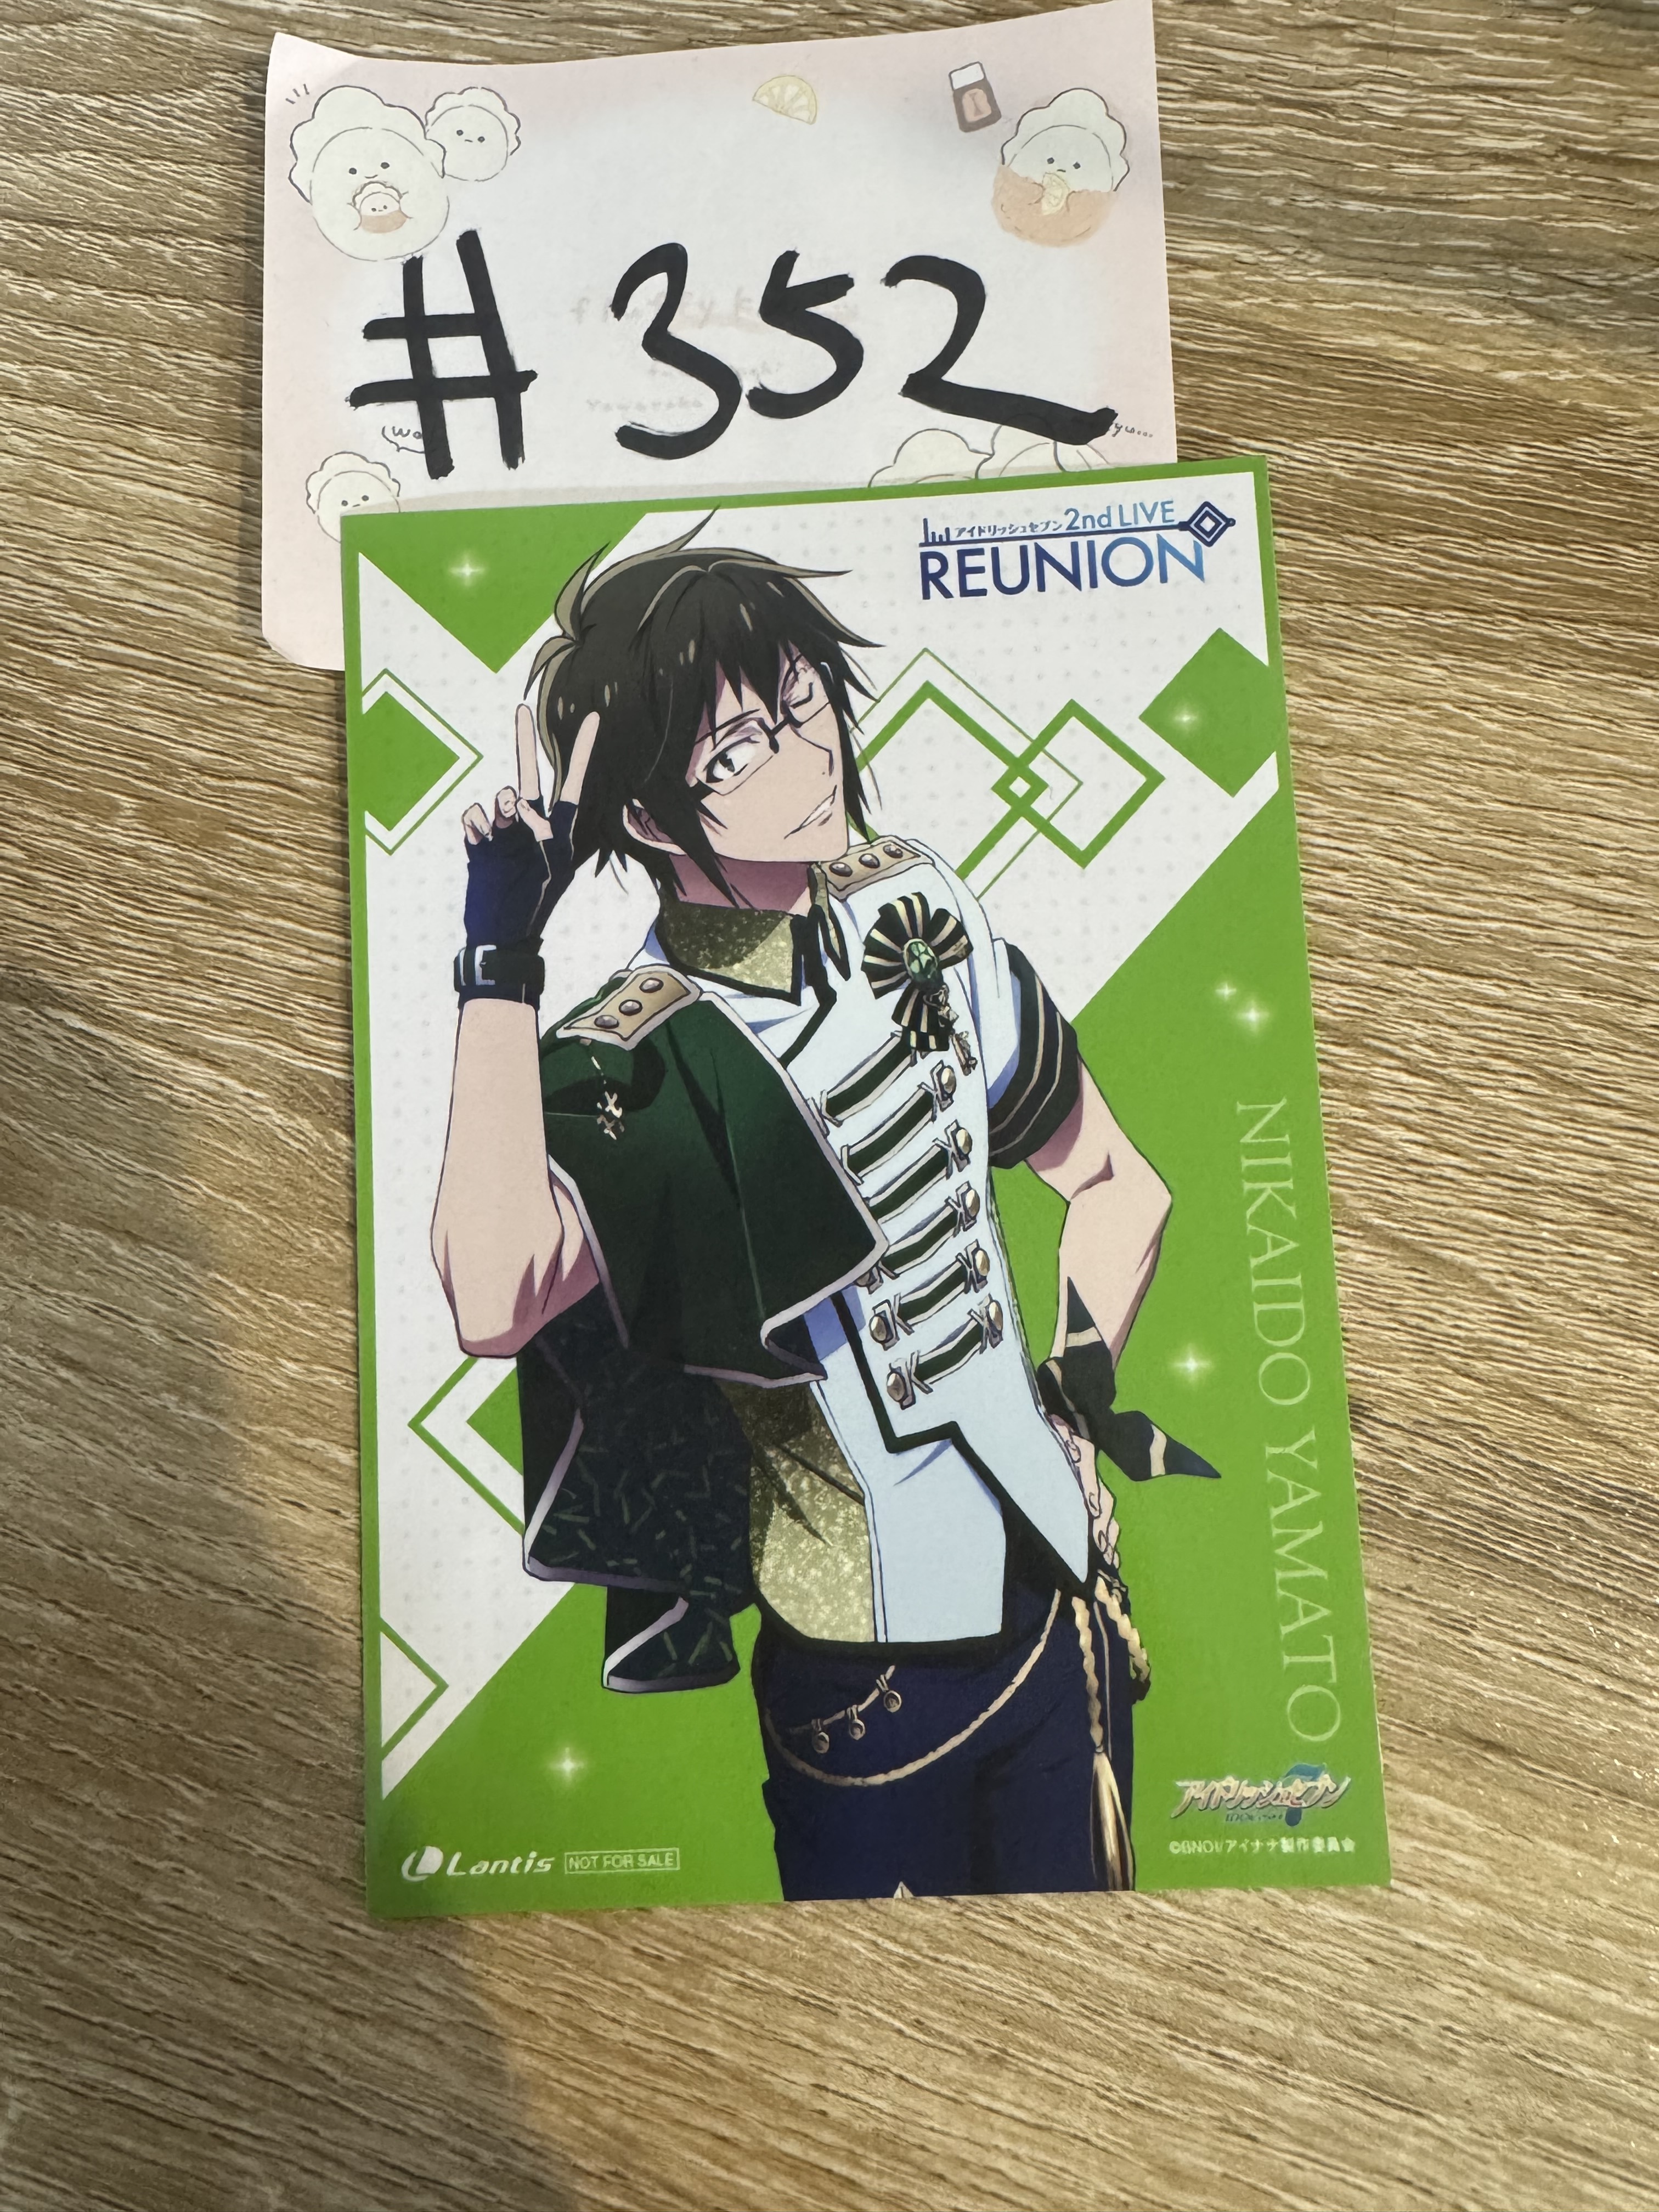 #352
アイドリッシュセブン 2nd LIVE
REUNION
NIKAIDO YAMATO
アイドリッシュセブン
©BNOI/アイナナ製作委員会
Lantis NOT FOR SALE